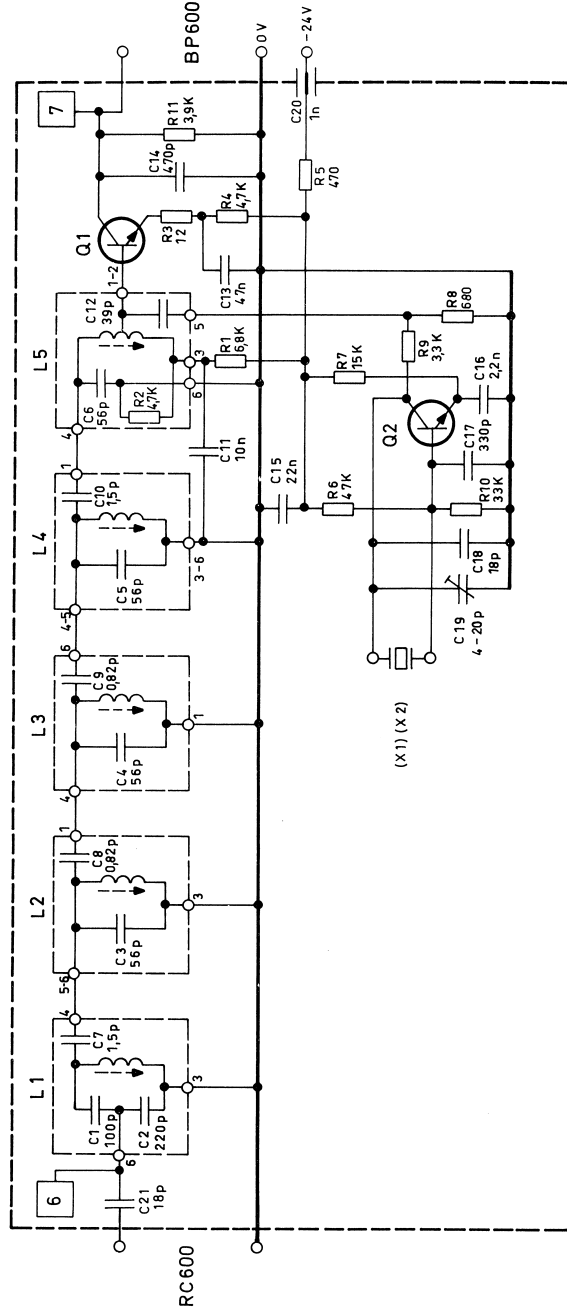 RC600
C21
18p
6
L1
6
C1
100p
C2
220p
C7
1,5p
3
4
L2
5-6
C3
56p
C8
0,82p
3
1
L3
4
C4
56p
C9
0,82p
1
6
L4
4-5
C5
56p
C10
1,5p
3-6
1
L5
4
C6
56p
R2
4,7K
C12
39p
6
3
5
1-2
C11
10n
R1
6,8K
Q1
R3
12
C13
47n
R4
4,7K
C14
470p
R11
3,9K
7
BP600
0V
-24V
C20
1n
R5
470
C15
22n
R6
47K
R7
15K
R9
3,3K
R8
680
Q2
C16
2,2n
C17
330p
R10
33K
C18
18p
C19
4-20p
(X1) (X2)